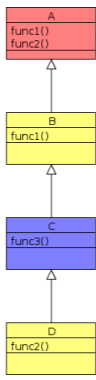 A
func1()
func2()
B
func1()
C
func3()
D
func2()